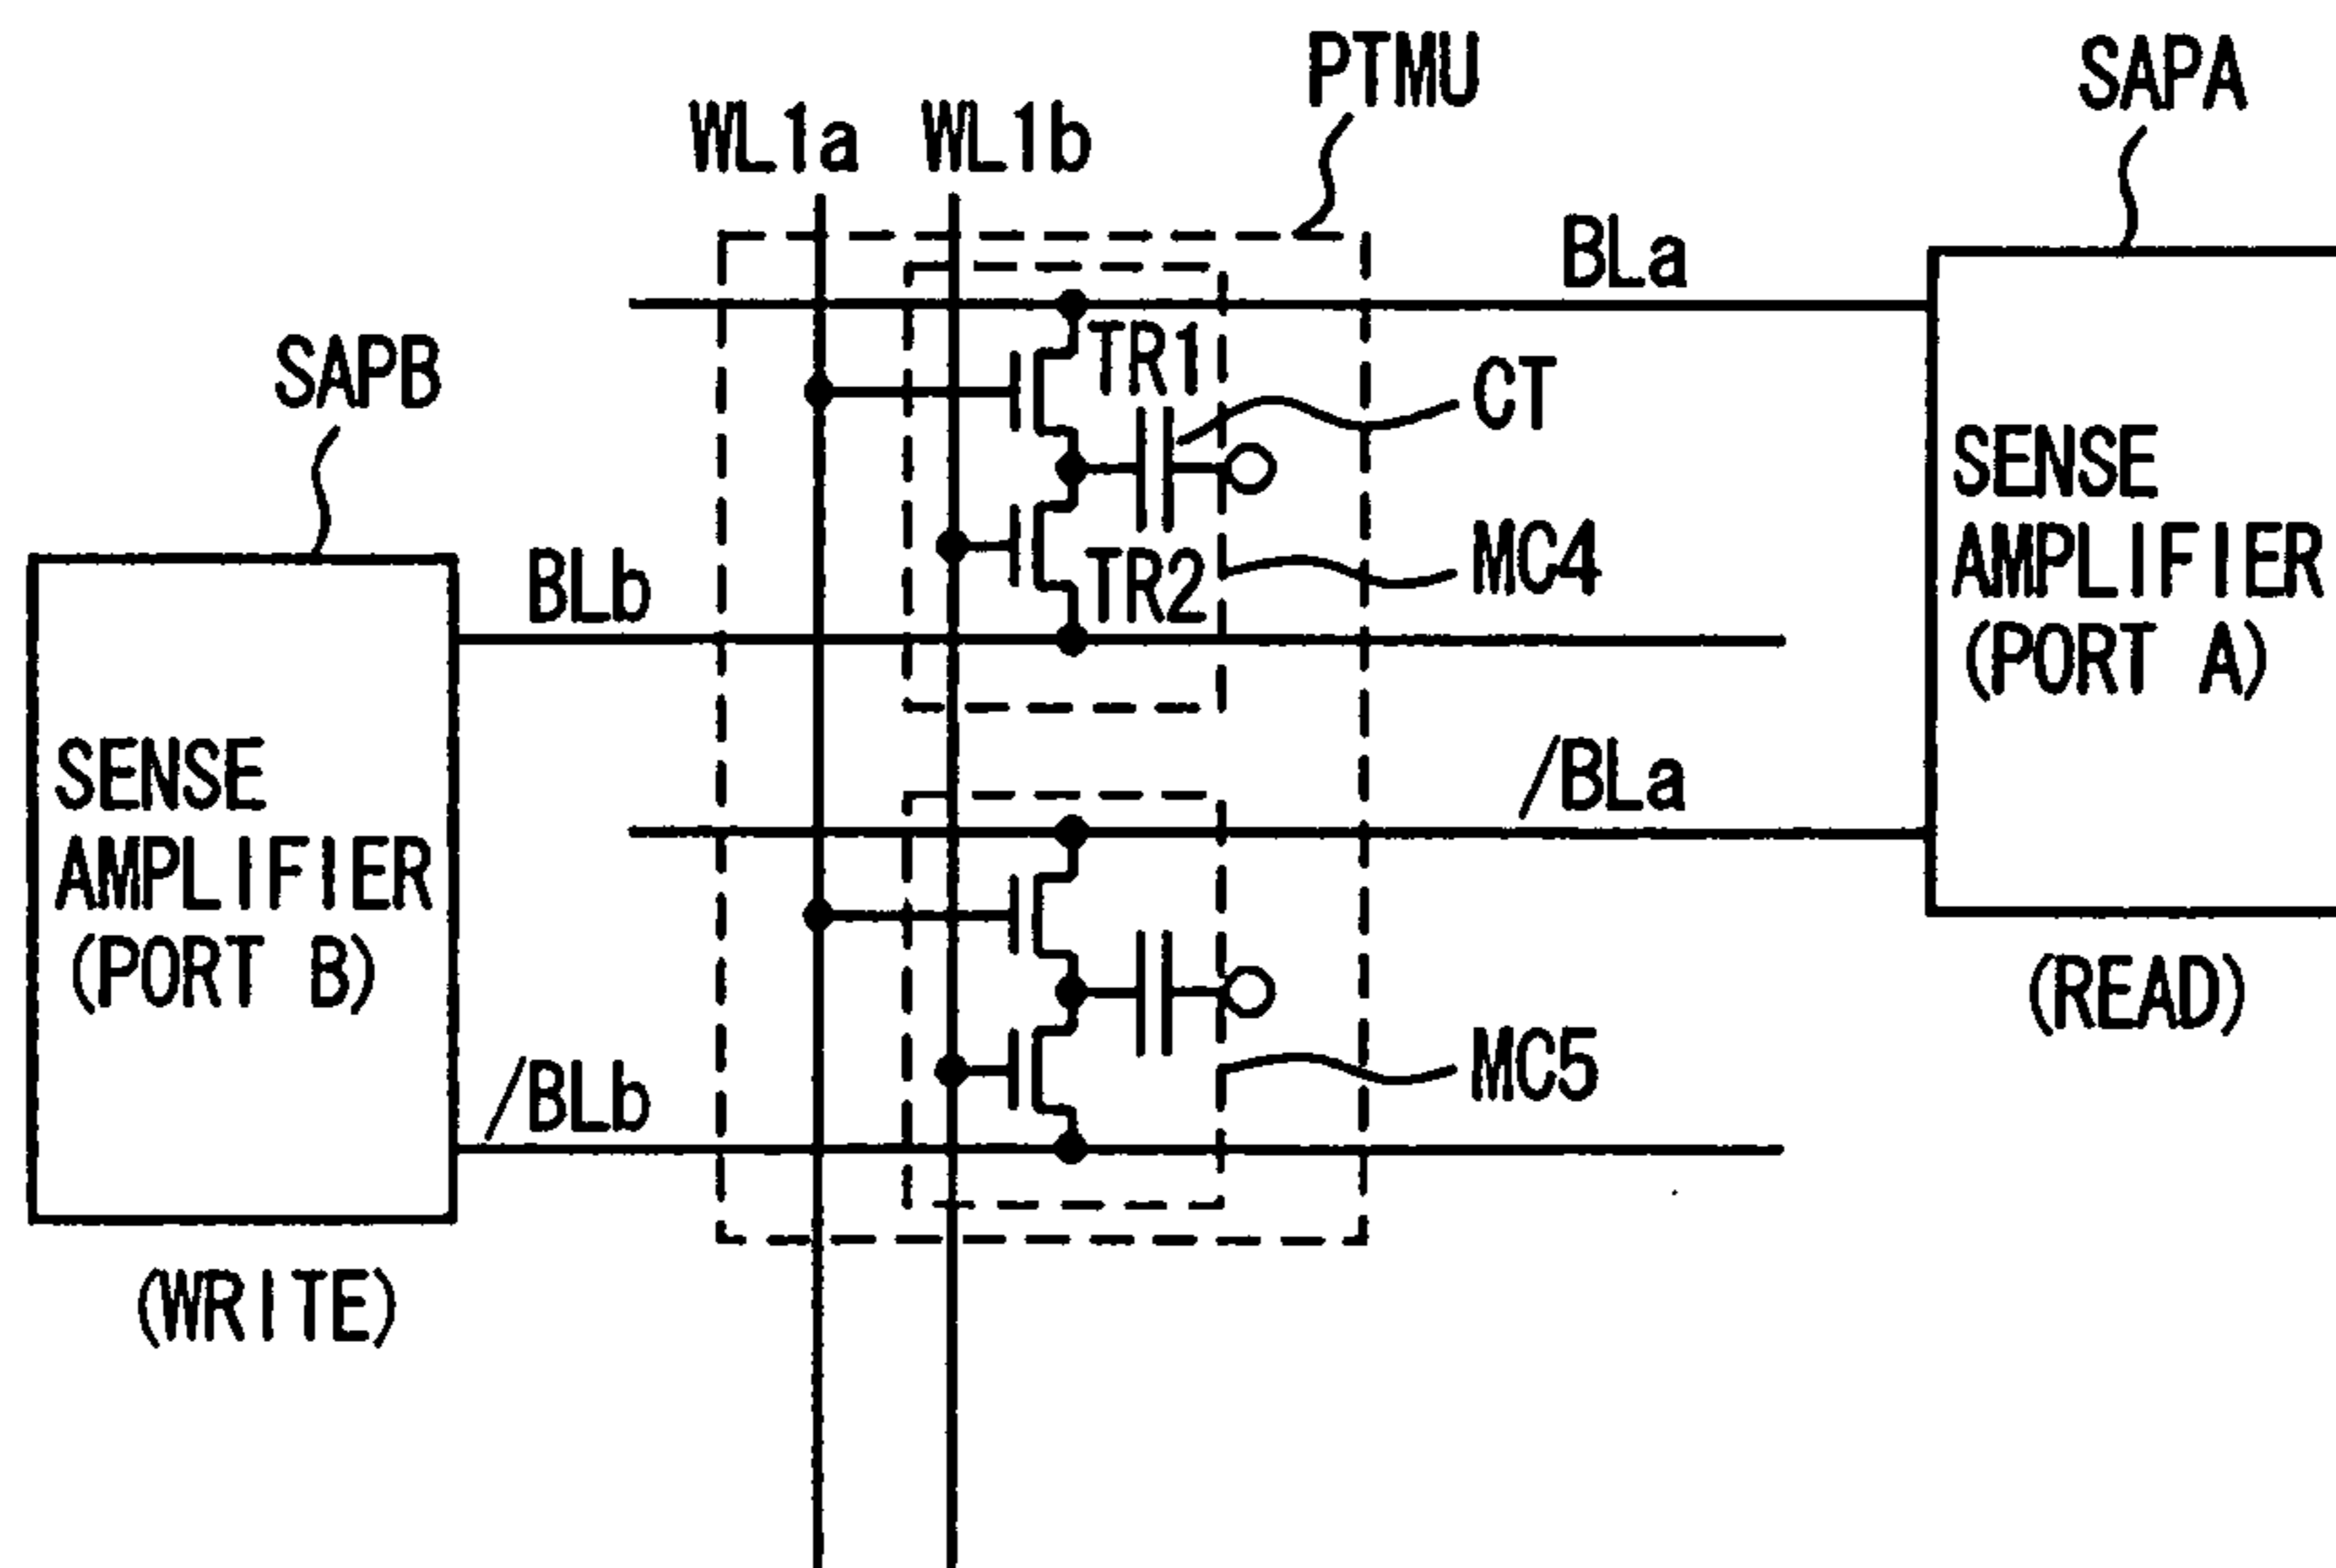 PTMU
SAPA
WL1a WL1b
BLa
SAPB
TR1
CT
SENSE
AMPLIFIER
(PORT A)
MC4
BLb
TR2
/BLa
SENSE
AMPLIFIER
(PORT B)
(READ)
MC5
/BLb
(WRITE)